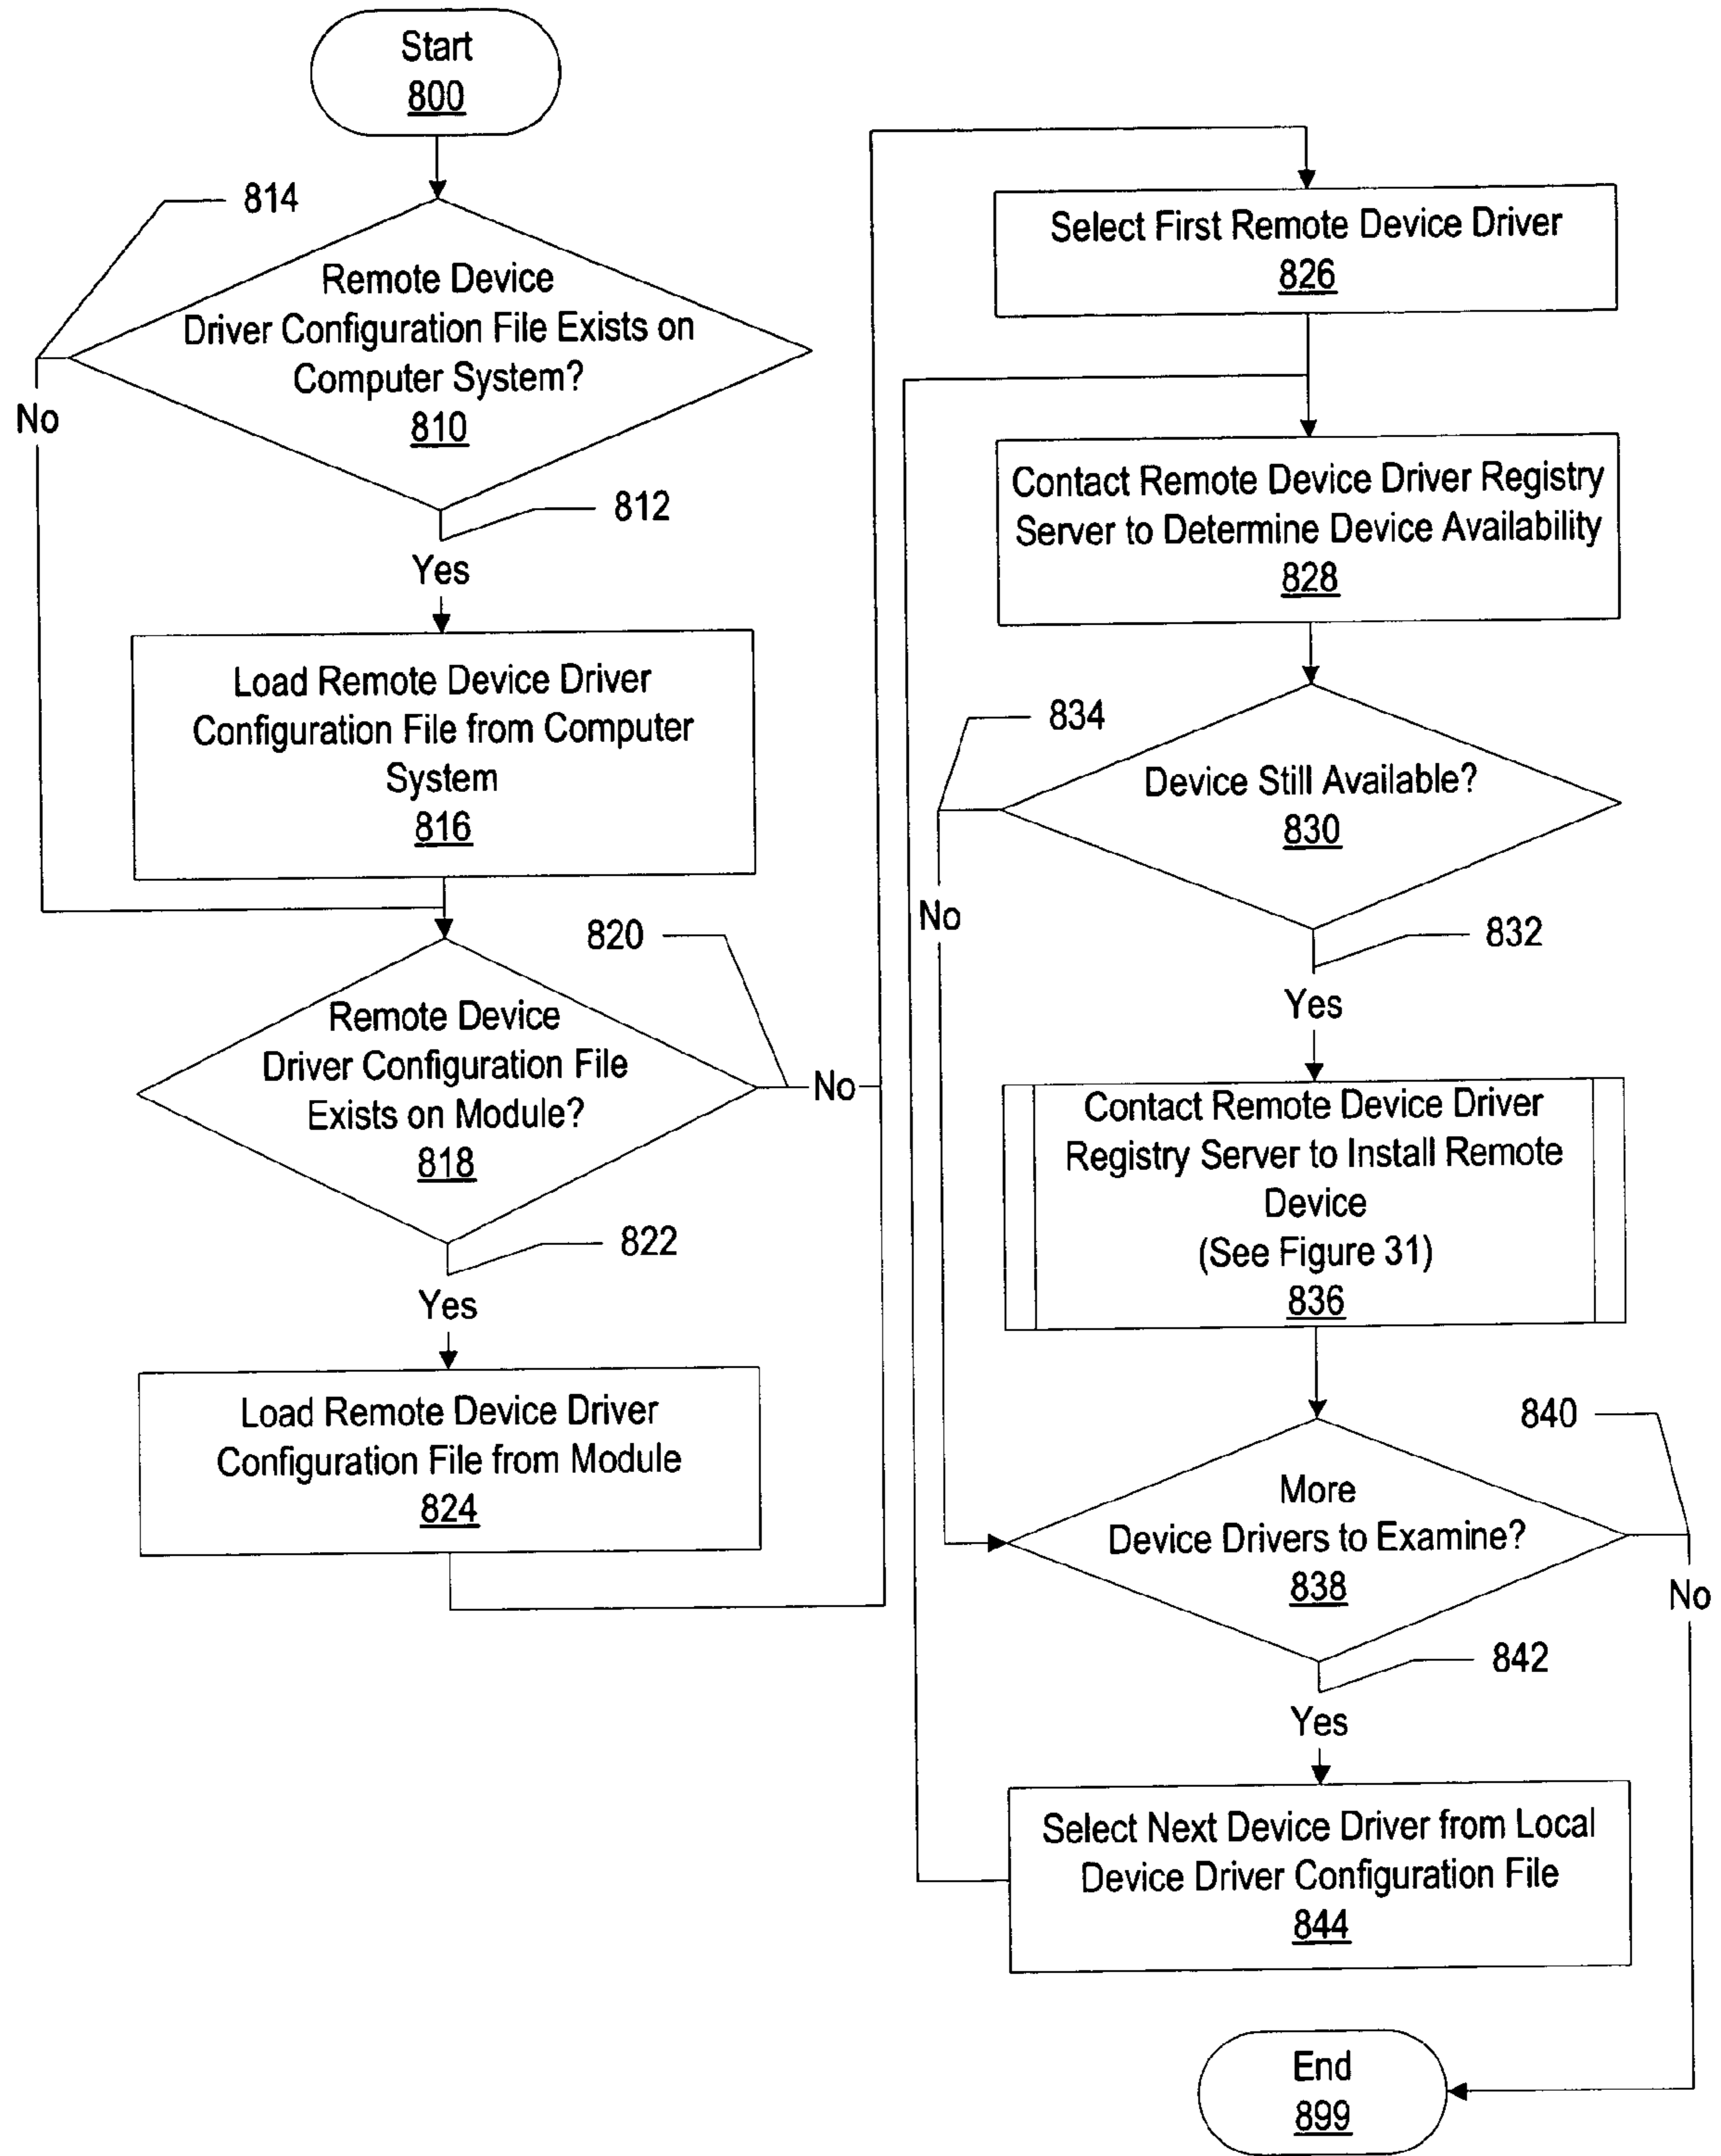 Start
800
814
Remote Device
Driver Configuration File Exists on
Computer System?
810
No
812
Yes
Load Remote Device Driver
Configuration File from Computer
System
816
820
Remote Device
Driver Configuration File
Exists on Module?
818
No
822
Yes
Load Remote Device Driver
Configuration File from Module
824
Select First Remote Device Driver
826
Contact Remote Device Driver Registry
Server to Determine Device Availability
828
834
Device Still Available?
830
No
832
Yes
Contact Remote Device Driver
Registry Server to Install Remote
Device
(See Figure 31)
836
840
More
Device Drivers to Examine?
838
No
842
Yes
Select Next Device Driver from Local
Device Driver Configuration File
844
End
899